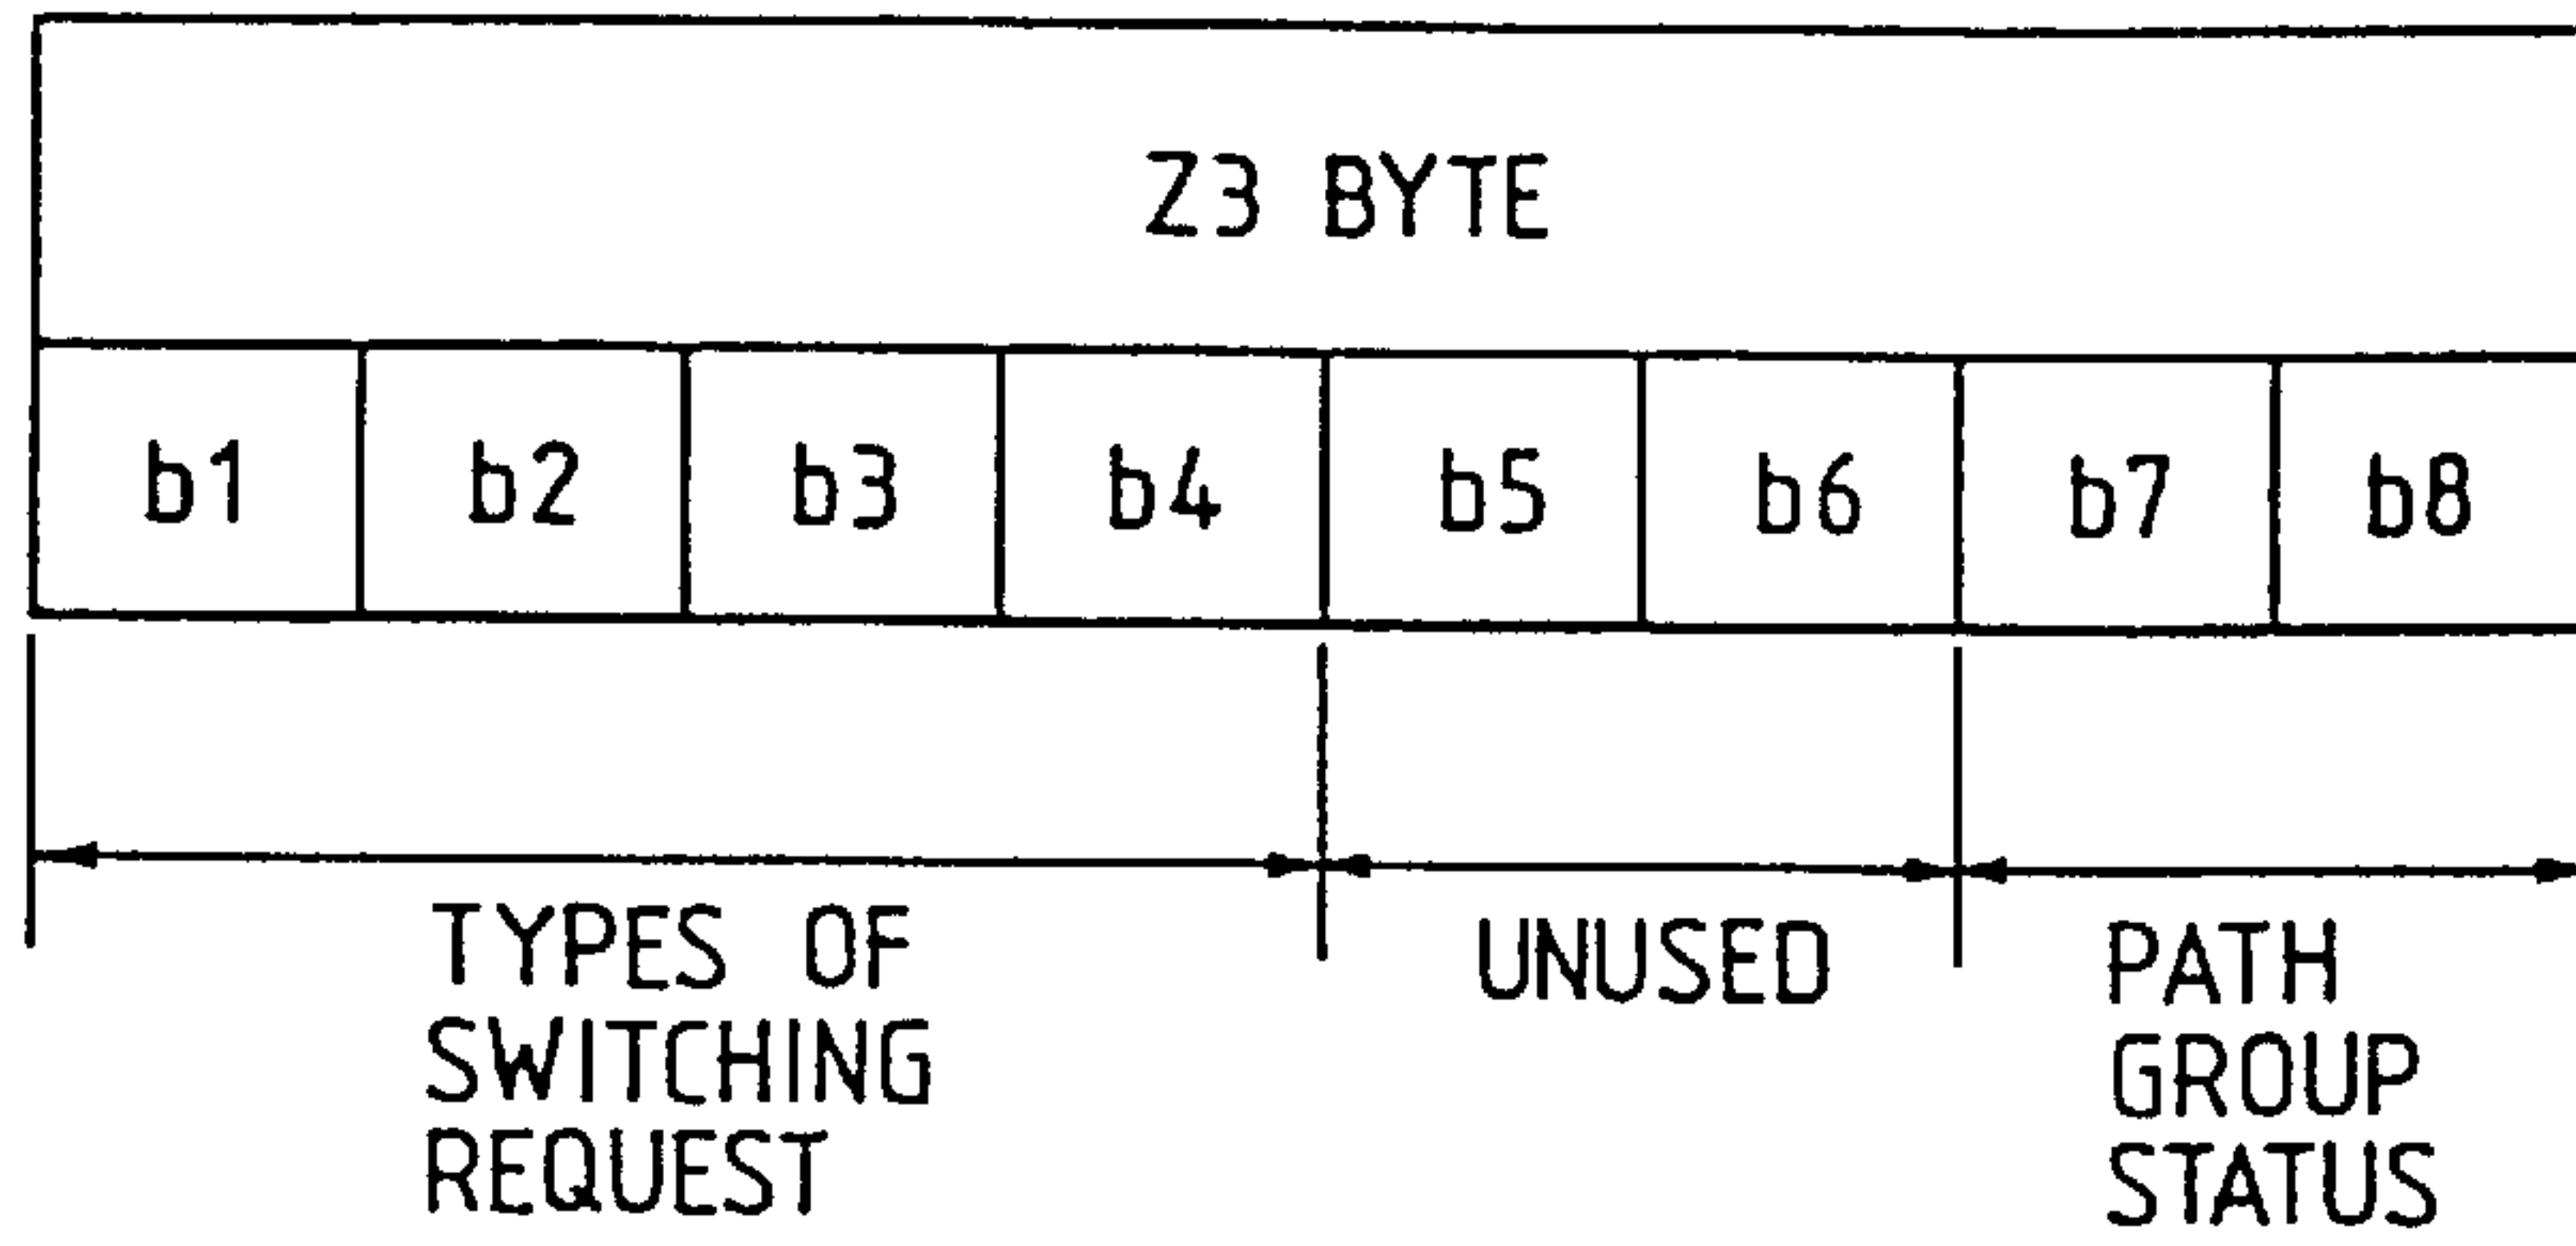 Z3 BYTE
b1 b2 b3 b4 b5 b6 b7 b8
TYPES OF
SWITCHING
REQUEST
UNUSED
PATH
GROUP
STATUS